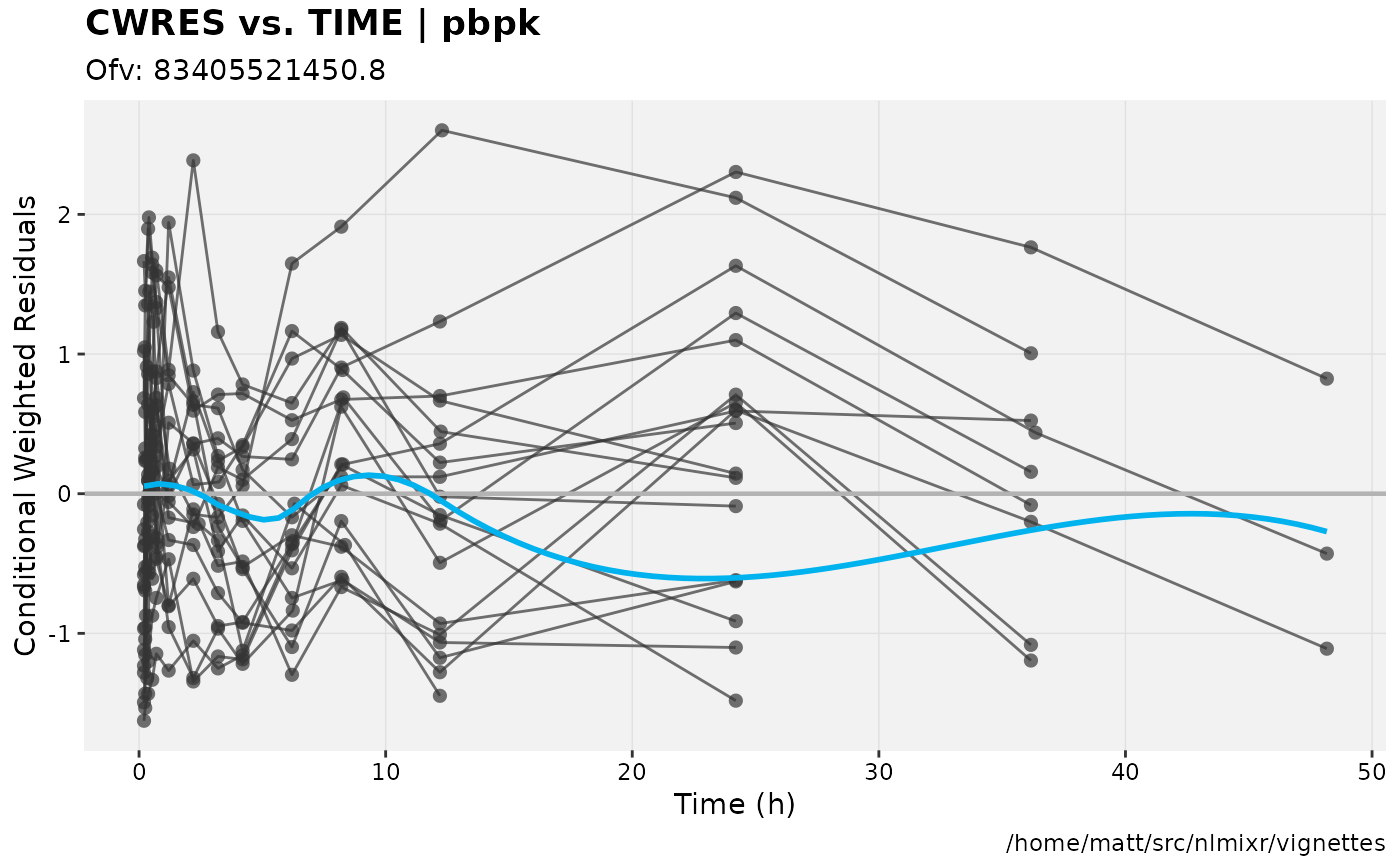 CWRES vs. TIME | pbpk
Ofv: 83405521450.8
Conditional Weighted Residuals
2
1
0
-1
0 10 20 30 40 50
Time (h)
/home/matt/src/nlmixr/vignettes